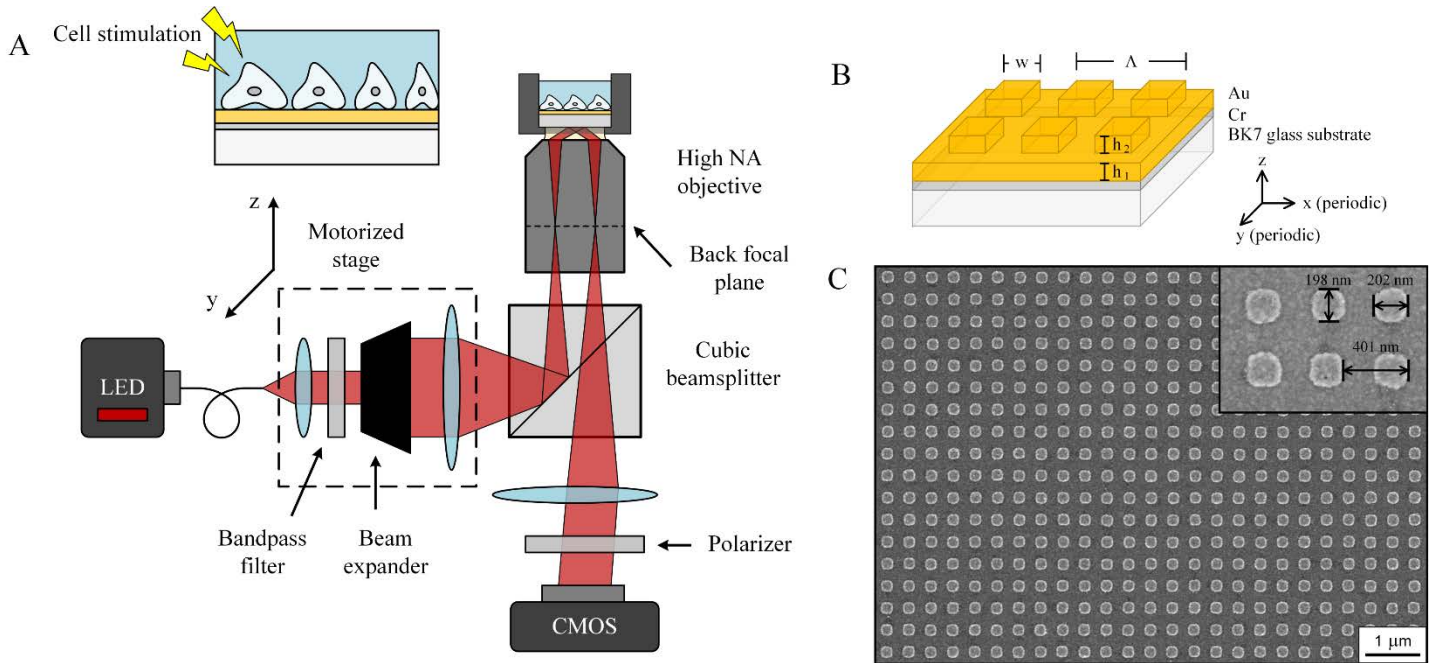 A
Cell stimulation
z
y
Motorized
stage
LED
Bandpass
filter
Beam
expander
High NA
objective
Back focal
plane
Cubic
beamsplitter
Polarizer
CMOS
B
w
Λ
Au
Cr
BK7 glass substrate
h₂
h₁
z
x (periodic)
y (periodic)
C
198 nm
202 nm
401 nm
1 μm